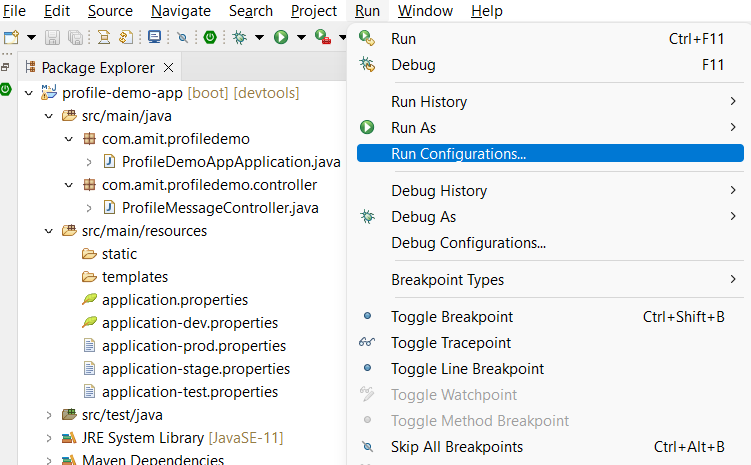 File Edit Source Navigate Search Project Run Window Help
Package Explorer
profile-demo-app [boot] [devtools]
src/main/java
com.amit.profiledemo
ProfileDemoAppApplication.java
com.amit.profiledemo.controller
ProfileMessageController.java
src/main/resources
static
templates
application.properties
application-dev.properties
application-prod.properties
application-stage.properties
application-test.properties
src/test/java
JRE System Library [JavaSE-11]
Maven Dependencies
Run Ctrl+F11
Debug F11
Run History
Run As
Run Configurations...
Debug History
Debug As
Debug Configurations...
Breakpoint Types
Toggle Breakpoint Ctrl+Shift+B
Toggle Tracepoint
Toggle Line Breakpoint
Toggle Watchpoint
Toggle Method Breakpoint
Skip All Breakpoints Ctrl+Alt+B